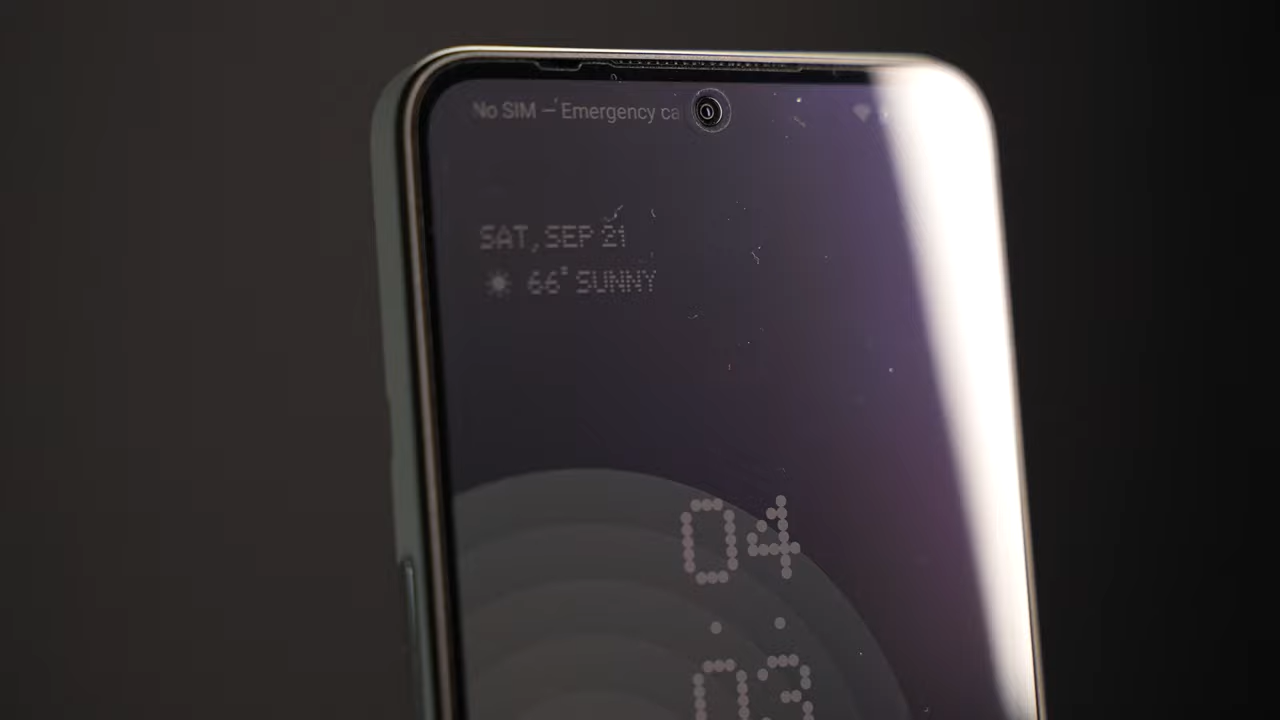 No SIM — Emergency ca
SAT, SEP 21
66° SUNNY
04
03